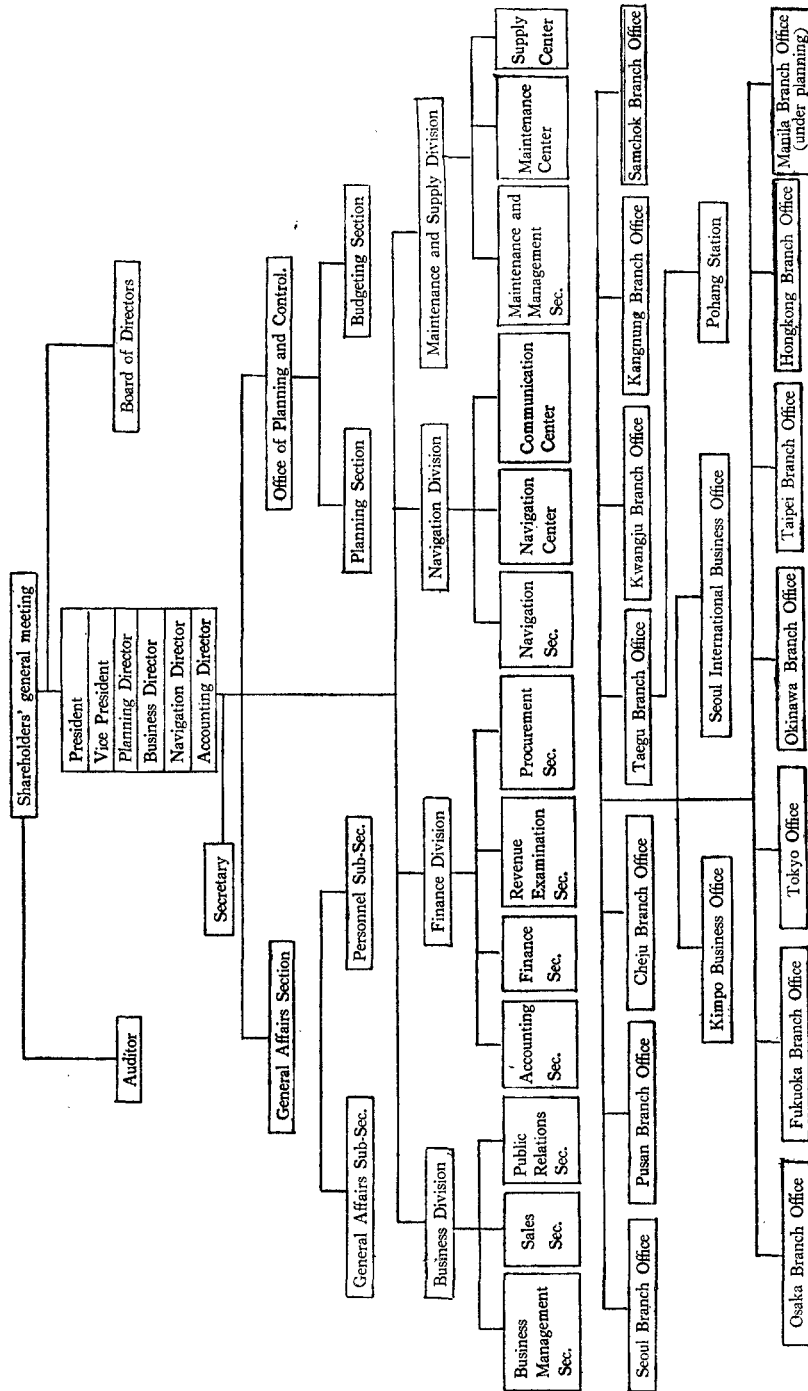 Shareholders' general meeting
Auditor
Board of Directors
President
Vice President
Planning Director
Business Director
Navigation Director
Accounting Director
Secretary
General Affairs Section
Office of Planning and Control.
General Affairs Sub-Sec.
Personnel Sub-Sec.
Planning Section
Budgeting Section
Business Division
Finance Division
Navigation Division
Maintenance and Supply Division
Business
Management
Sec.
Sales
Sec.
Public
Relations
Sec.
Accounting
Sec.
Finance
Sec.
Revenue
Examination
Sec.
Procurement
Sec.
Navigation
Sec.
Navigation
Center
Communication
Center
Maintenance and
Management
Sec.
Maintenance
Center
Supply
Center
Seoul Branch Office
Pusan Branch Office
Cheju Branch Office
Taegu Branch Office
Kwangju Branch Office
Kangnung Branch Office
Samchok Branch Office
Kimpo Business Office
Seoul International Business Office
Pohang Station
Osaka Branch Office
Fukuoka Branch Office
Tokyo Office
Okinawa Branch Office
Taipei Branch Office
Hongkong Branch Office
Manila Branch Office
(under planning)